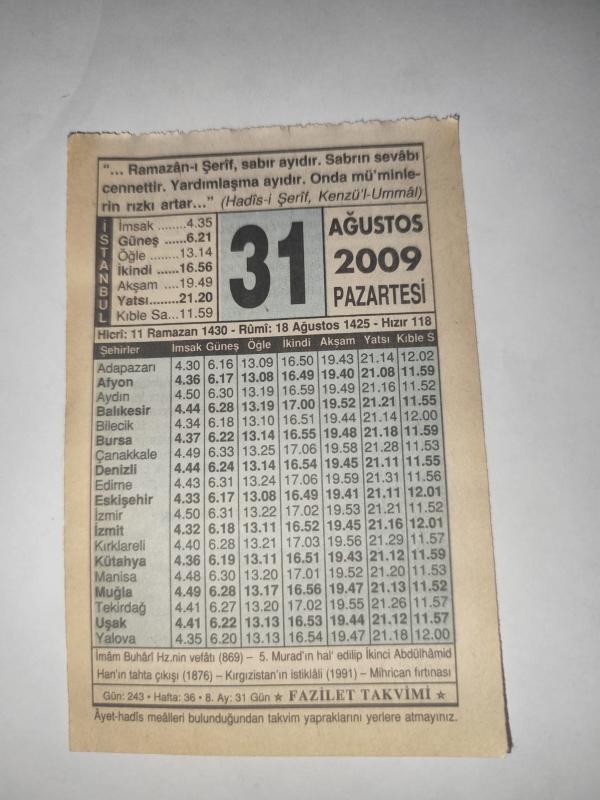 “... Ramazân-ı Şerîf, sabır ayıdır. Sabrın sevâbı
cennettir. Yardımlaşma ayıdır. Onda mü'minle-
rin rızkı artar...” (Hadîs-i Şerîf, Kenzü'l-Ummâl)
İSTANBUL
İmsak ........4.35
Güneş ......6.21
Öğle ........13.14
İkindi ......16.56
Akşam ....19.49
Yatsı........21.20
Kıble Sa...11.59
31
AĞUSTOS
2009
PAZARTESİ
Hicrî: 11 Ramazan 1430 - Rûmî: 18 Ağustos 1425 - Hızır 118
Şehirler İmsak Güneş Öğle İkindi Akşam Yatsı Kıble S
Adapazarı 4.30 6.16 13.09 16.50 19.43 21.14 12.02
Afyon 4.36 6.17 13.08 16.49 19.40 21.08 11.59
Aydın 4.50 6.30 13.19 16.59 19.49 21.16 11.52
Balıkesir 4.44 6.28 13.19 17.00 19.52 21.21 11.55
Bilecik 4.34 6.18 13.10 16.51 19.44 21.14 12.00
Bursa 4.37 6.22 13.14 16.55 19.48 21.18 11.59
Çanakkale 4.49 6.33 13.25 17.06 19.58 21.28 11.53
Denizli 4.44 6.24 13.14 16.54 19.45 21.11 11.55
Edirne 4.43 6.31 13.24 17.06 19.59 21.31 11.56
Eskişehir 4.33 6.17 13.08 16.49 19.41 21.11 12.01
İzmir 4.50 6.31 13.22 17.02 19.53 21.21 11.52
İzmit 4.32 6.18 13.11 16.52 19.45 21.16 12.01
Kırklareli 4.40 6.28 13.21 17.03 19.56 21.29 11.57
Kütahya 4.36 6.19 13.11 16.51 19.43 21.12 11.59
Manisa 4.48 6.30 13.20 17.01 19.52 21.20 11.53
Muğla 4.49 6.28 13.17 16.56 19.47 21.13 11.52
Tekirdağ 4.41 6.27 13.20 17.02 19.55 21.26 11.57
Uşak 4.41 6.22 13.13 16.53 19.44 21.12 11.57
Yalova 4.35 6.20 13.13 16.54 19.47 21.18 12.00
İmâm Buhârî Hz.nin vefâtı (869) – 5. Murad'ın hal' edilip İkinci Abdülhâmid
Han'ın tahta çıkışı (1876) – Kırgızistan'ın istiklâli (1991) – Mihrican fırtınası
Gün: 243 • Hafta: 36 • 8. Ay: 31 Gün ★ FAZİLET TAKVİMİ ★
Âyet-hadîs meâlleri bulunduğundan takvim yapraklarını yerlere atmayınız.